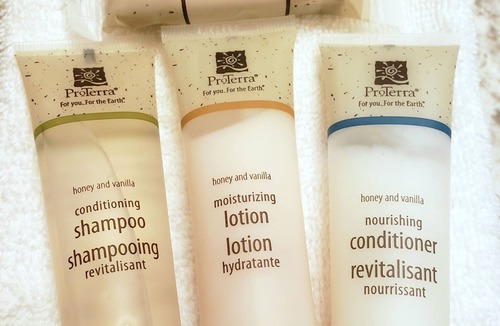 ProTerra®
For you..For the Earth.®
honey and vanilla
conditioning
shampoo
shampooing
revitalisant
ProTerra®
For you..For the Earth.®
honey and vanilla
moisturizing
lotion
lotion
hydratante
ProTerra®
For you..For the Earth.®
honey and vanilla
nourishing
conditioner
revitalisant
nourrissant